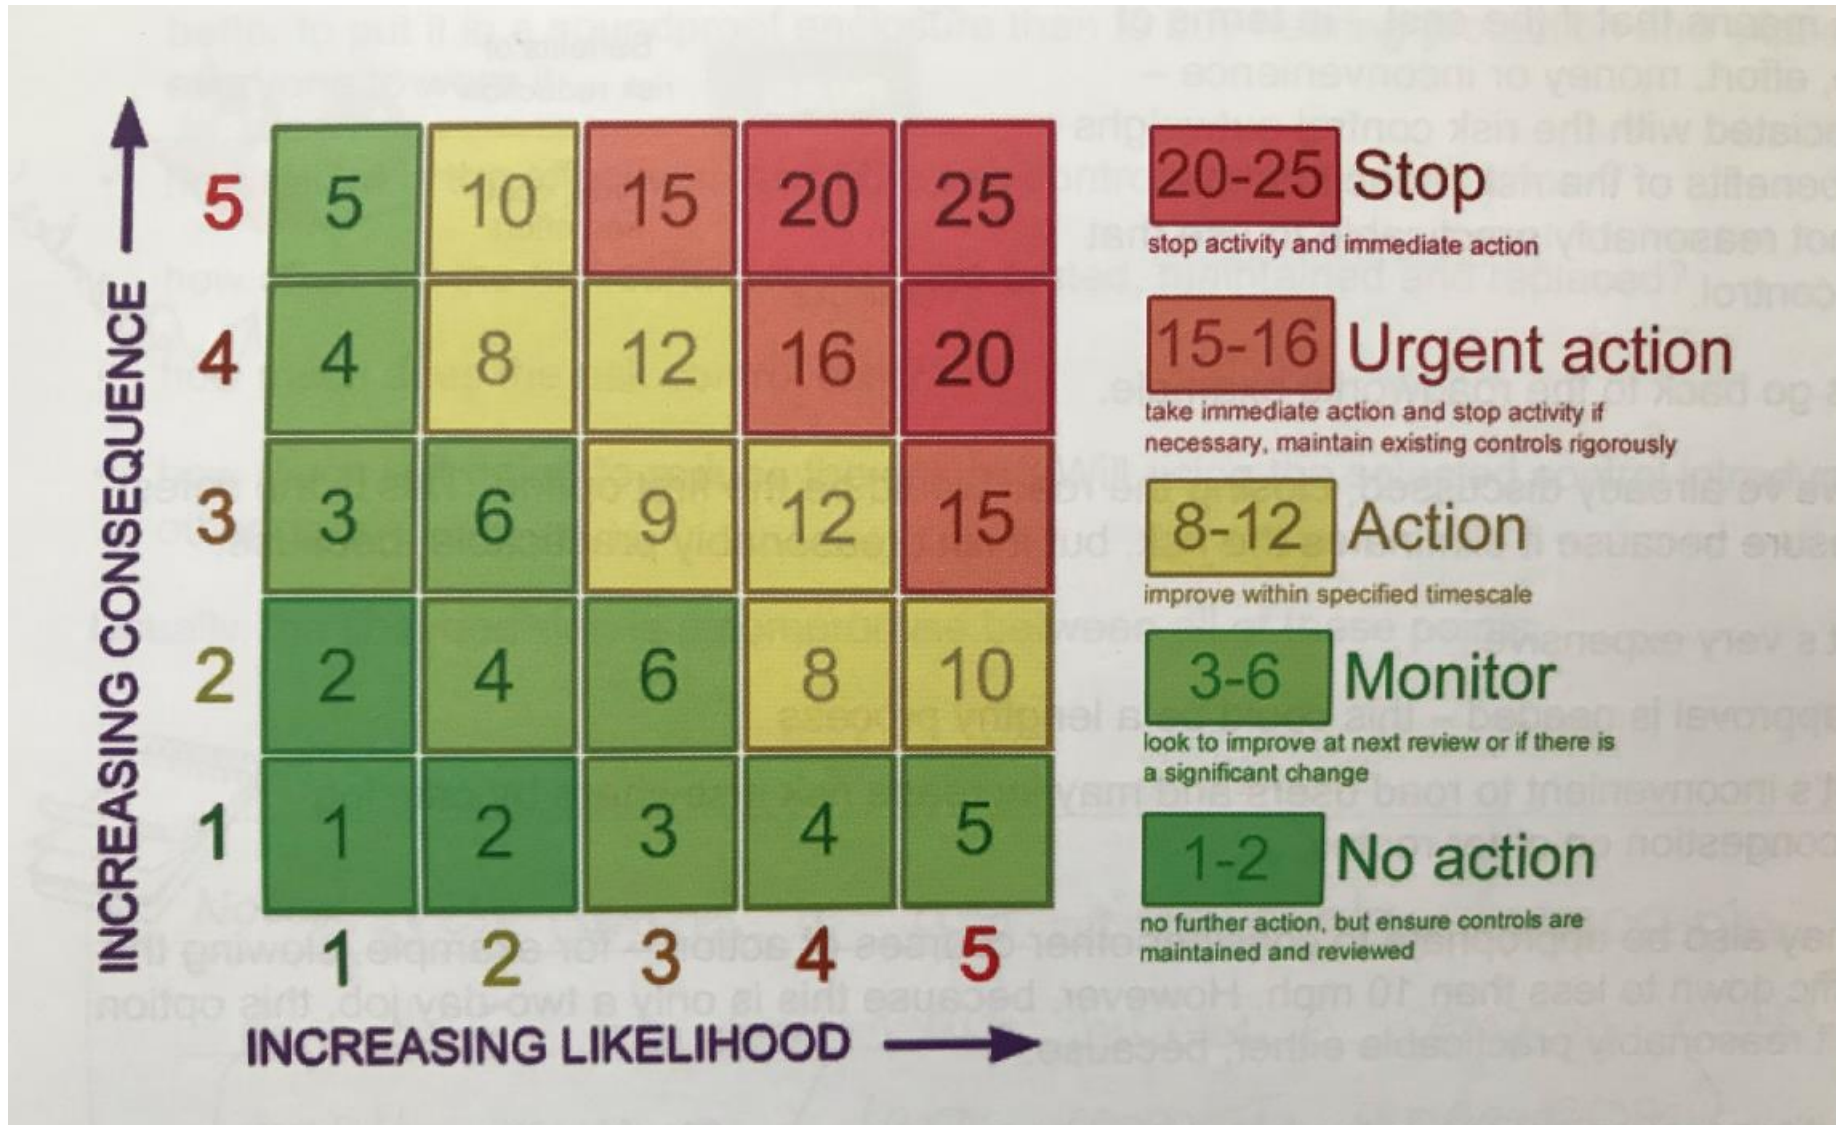 5 5 10 15 20 25
4 4 8 12 16 20
3 3 6 9 12 15
2 2 4 6 8 10
1 1 2 3 4 5
1 2 3 4 5
INCREASING CONSEQUENCE
INCREASING LIKELIHOOD
20-25 Stop
stop activity and immediate action
15-16 Urgent action
take immediate action and stop activity if
necessary, maintain existing controls rigorously
8-12 Action
improve within specified timescale
3-6 Monitor
look to improve at next review or if there is
a significant change
1-2 No action
no further action, but ensure controls are
maintained and reviewed